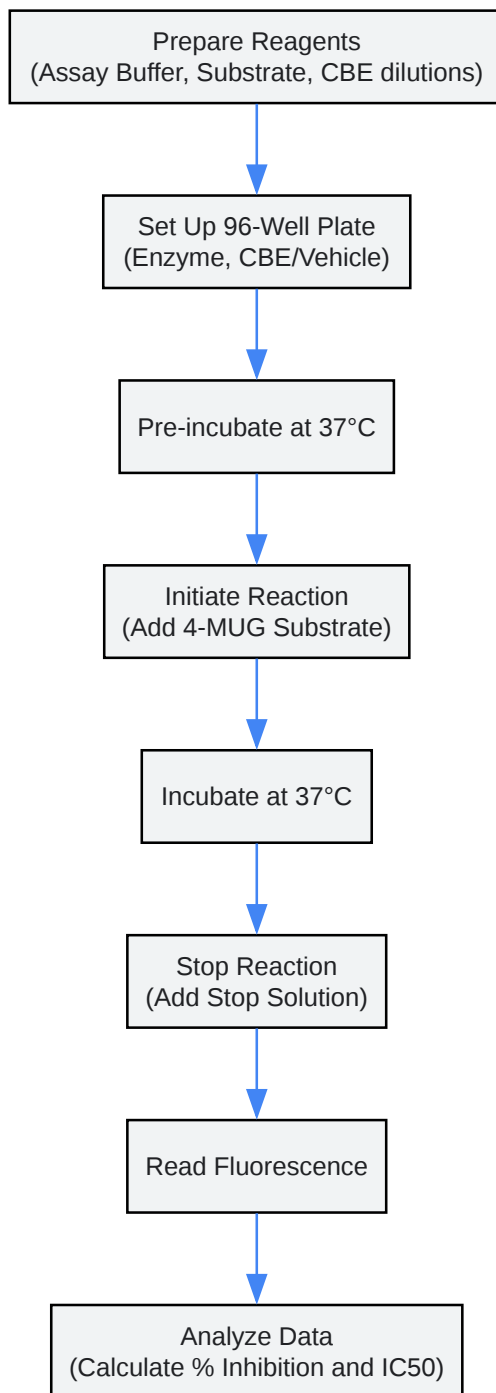 Prepare Reagents
(Assay Buffer, Substrate, CBE dilutions)
Set Up 96-Well Plate
(Enzyme, CBE/Vehicle)
Pre-incubate at 37°C
Initiate Reaction
(Add 4-MUG Substrate)
Incubate at 37°C
Stop Reaction
(Add Stop Solution)
Read Fluorescence
Analyze Data
(Calculate % Inhibition and IC50)